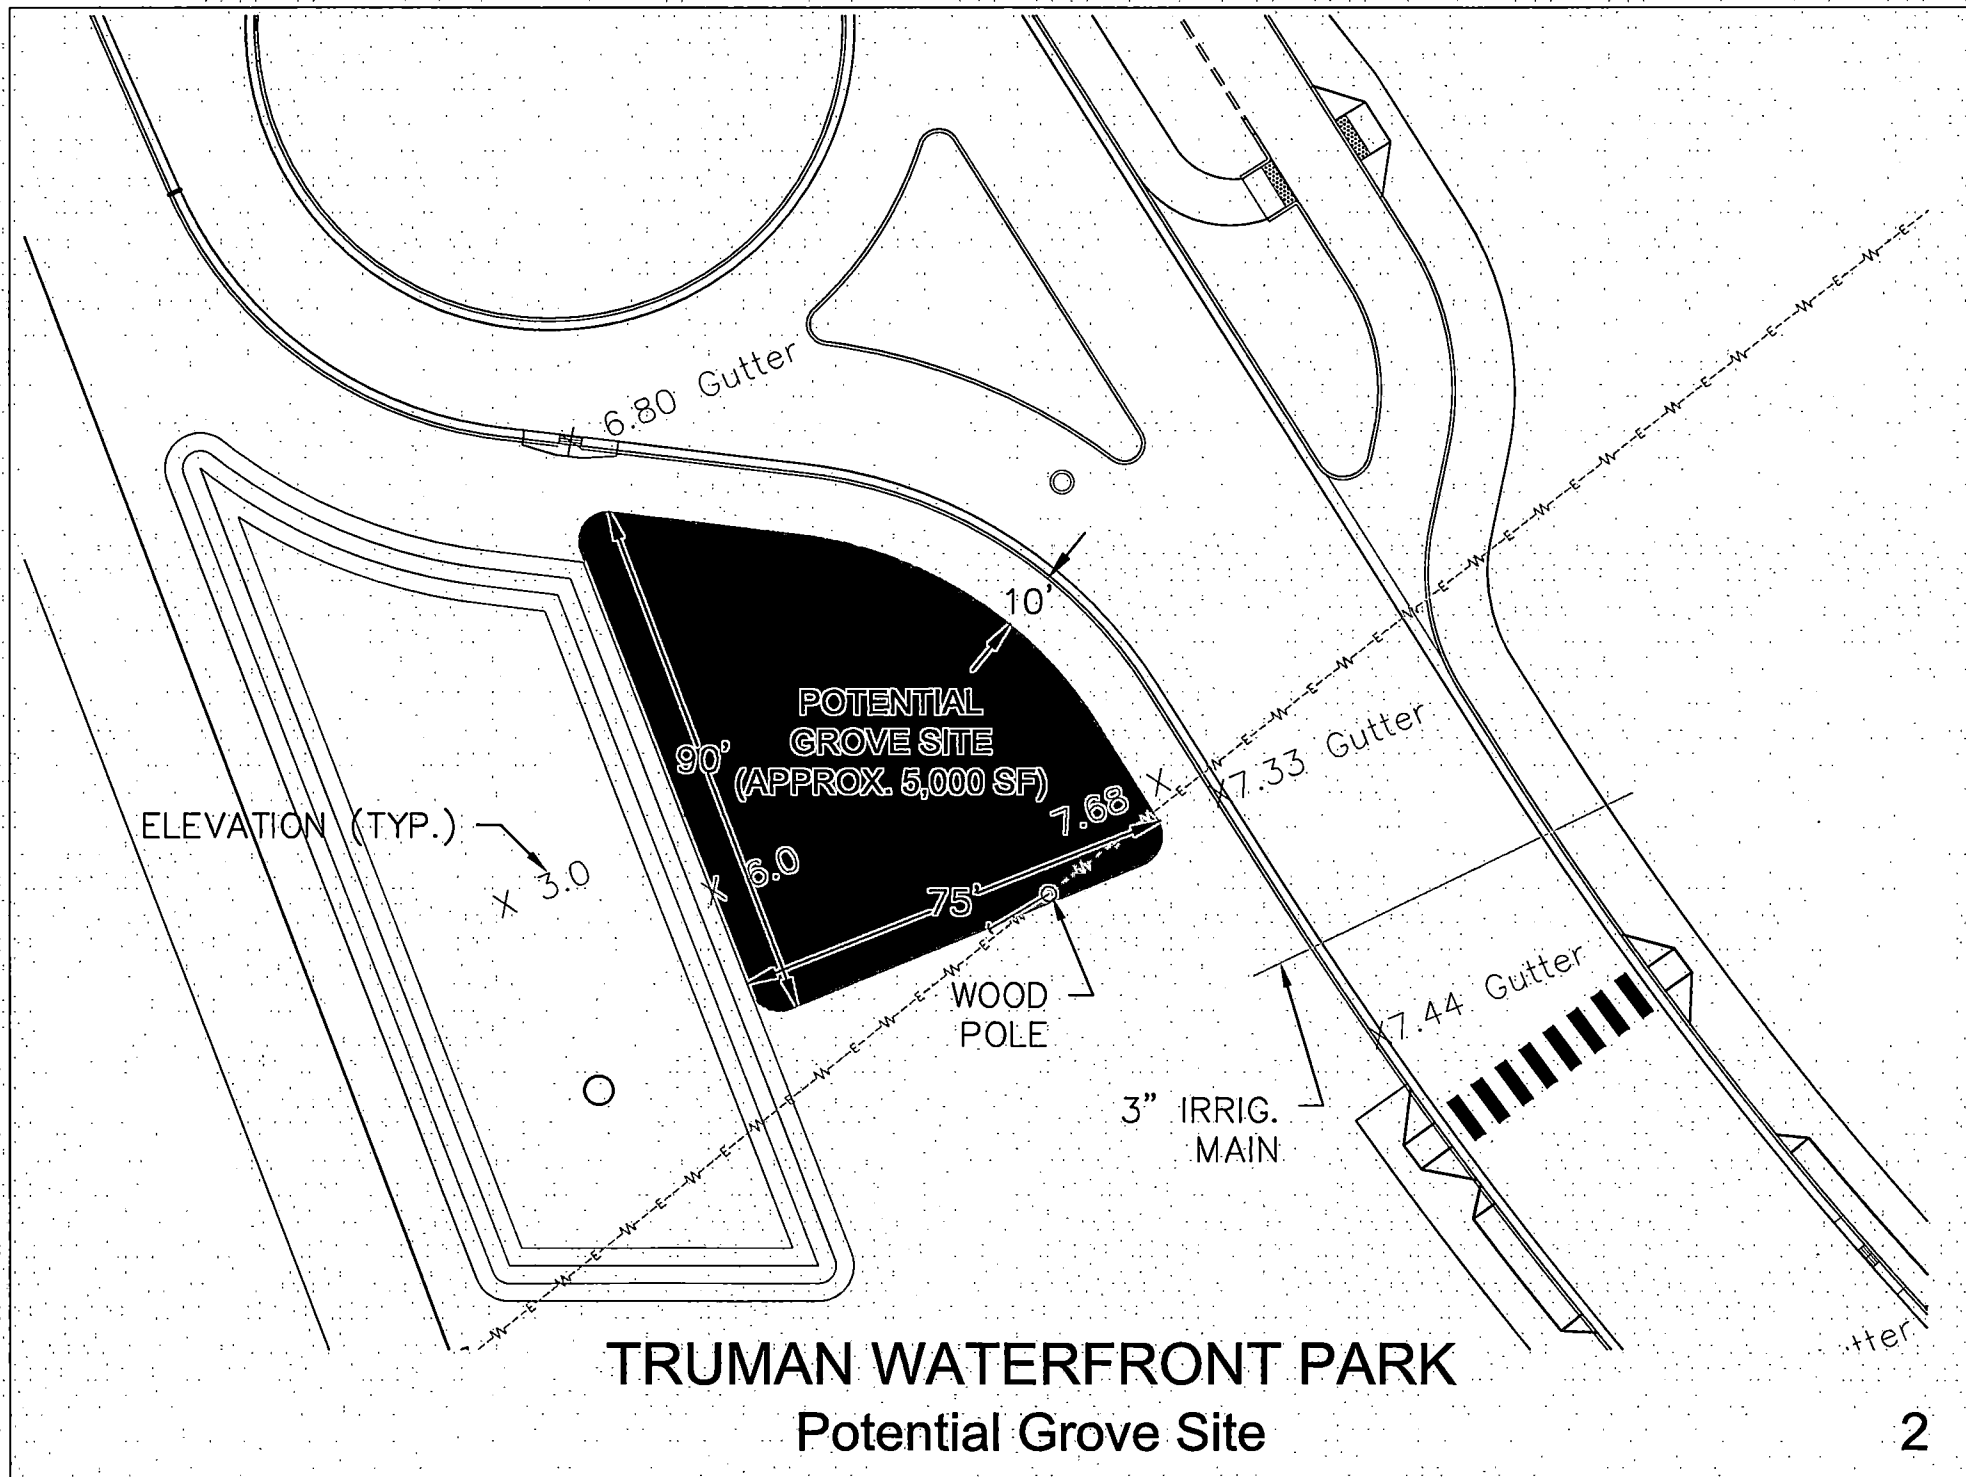 6.80 Gutter
10'
POTENTIAL
GROVE SITE
(APPROX. 5,000 SF)
90'
X 7.33 Gutter
7.68 X
ELEVATION (TYP.)
X 3.0
X 6.0
75'
WOOD
POLE
X 7.44 Gutter
3" IRRIG.
MAIN
TRUMAN WATERFRONT PARK
Potential Grove Site
2